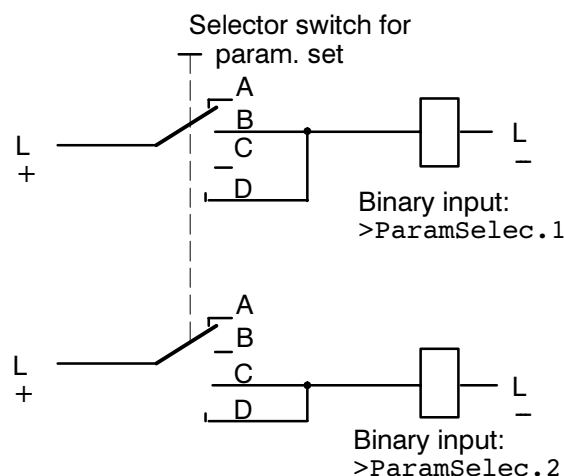 Selector switch for
param. set
A
B
L
+
C
D
L
–
Binary input:
>ParamSelec.1
A
B
L
+
C
D
L
–
Binary input:
>ParamSelec.2